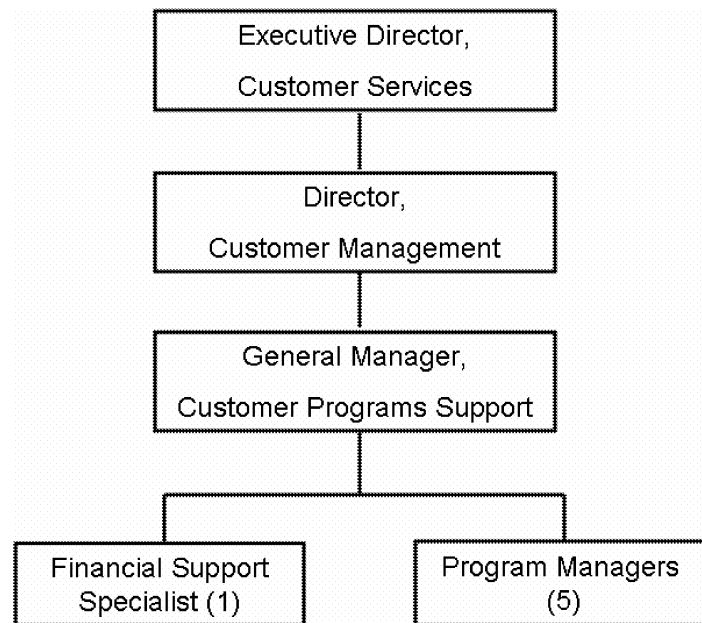 Executive Director,
Customer Services
Director,
Customer Management
General Manager,
Customer Programs Support
Financial Support
Specialist (1)
Program Managers
(5)